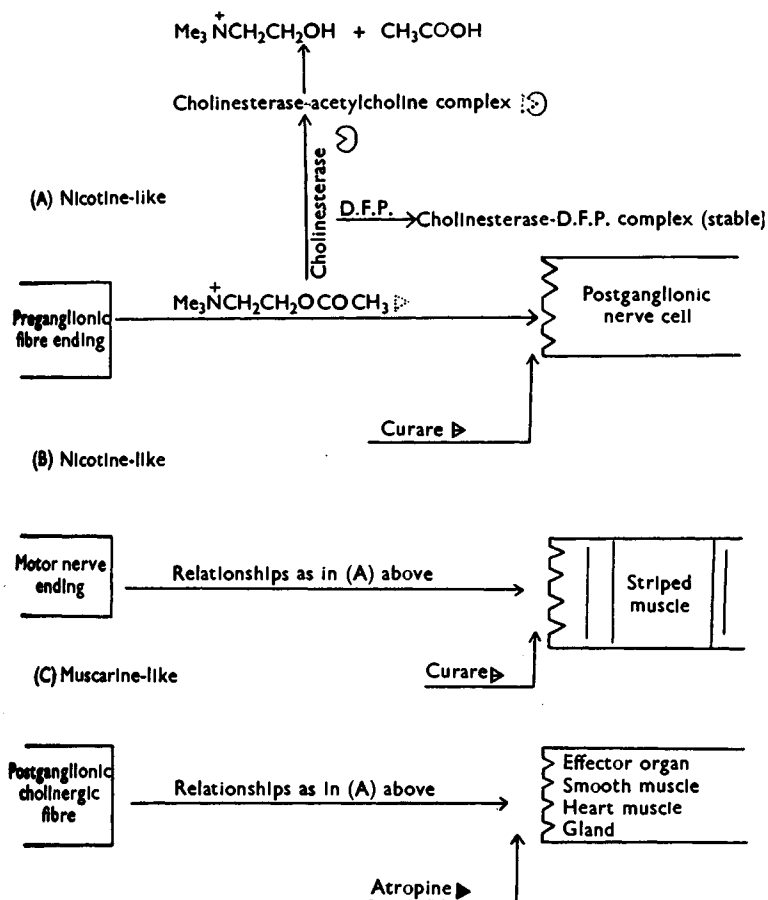 Me₃N⁺CH₂CH₂OH + CH₃COOH
Cholinesterase-acetylcholine complex
Cholinesterase
(A) Nicotine-like
D.F.P.
Cholinesterase-D.F.P. complex (stable)
Me₃N⁺CH₂CH₂OCOCH₃
Preganglionic
fibre ending
Postganglionic
nerve cell
Curare
(B) Nicotine-like
Motor nerve
ending
Relationships as in (A) above
Striped
muscle
Curare
(C) Muscarine-like
Postganglionic
cholinergic
fibre
Relationships as in (A) above
Effector organ
Smooth muscle
Heart muscle
Gland
Atropine